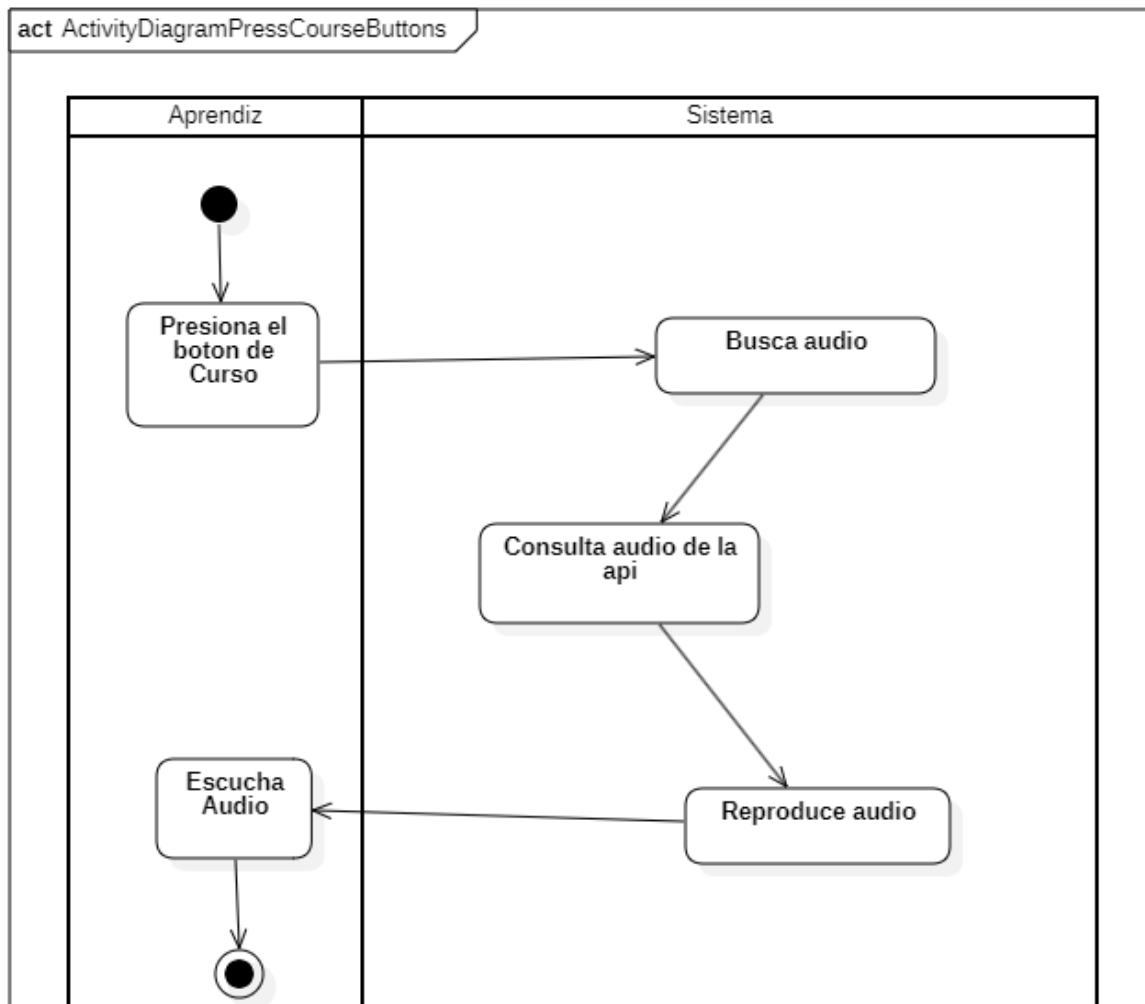 act ActivityDiagramPressCourseButtons
Aprendiz
Sistema
Presiona el
boton de
Curso
Busca audio
Consulta audio de la
api
Reproduce audio
Escucha
Audio